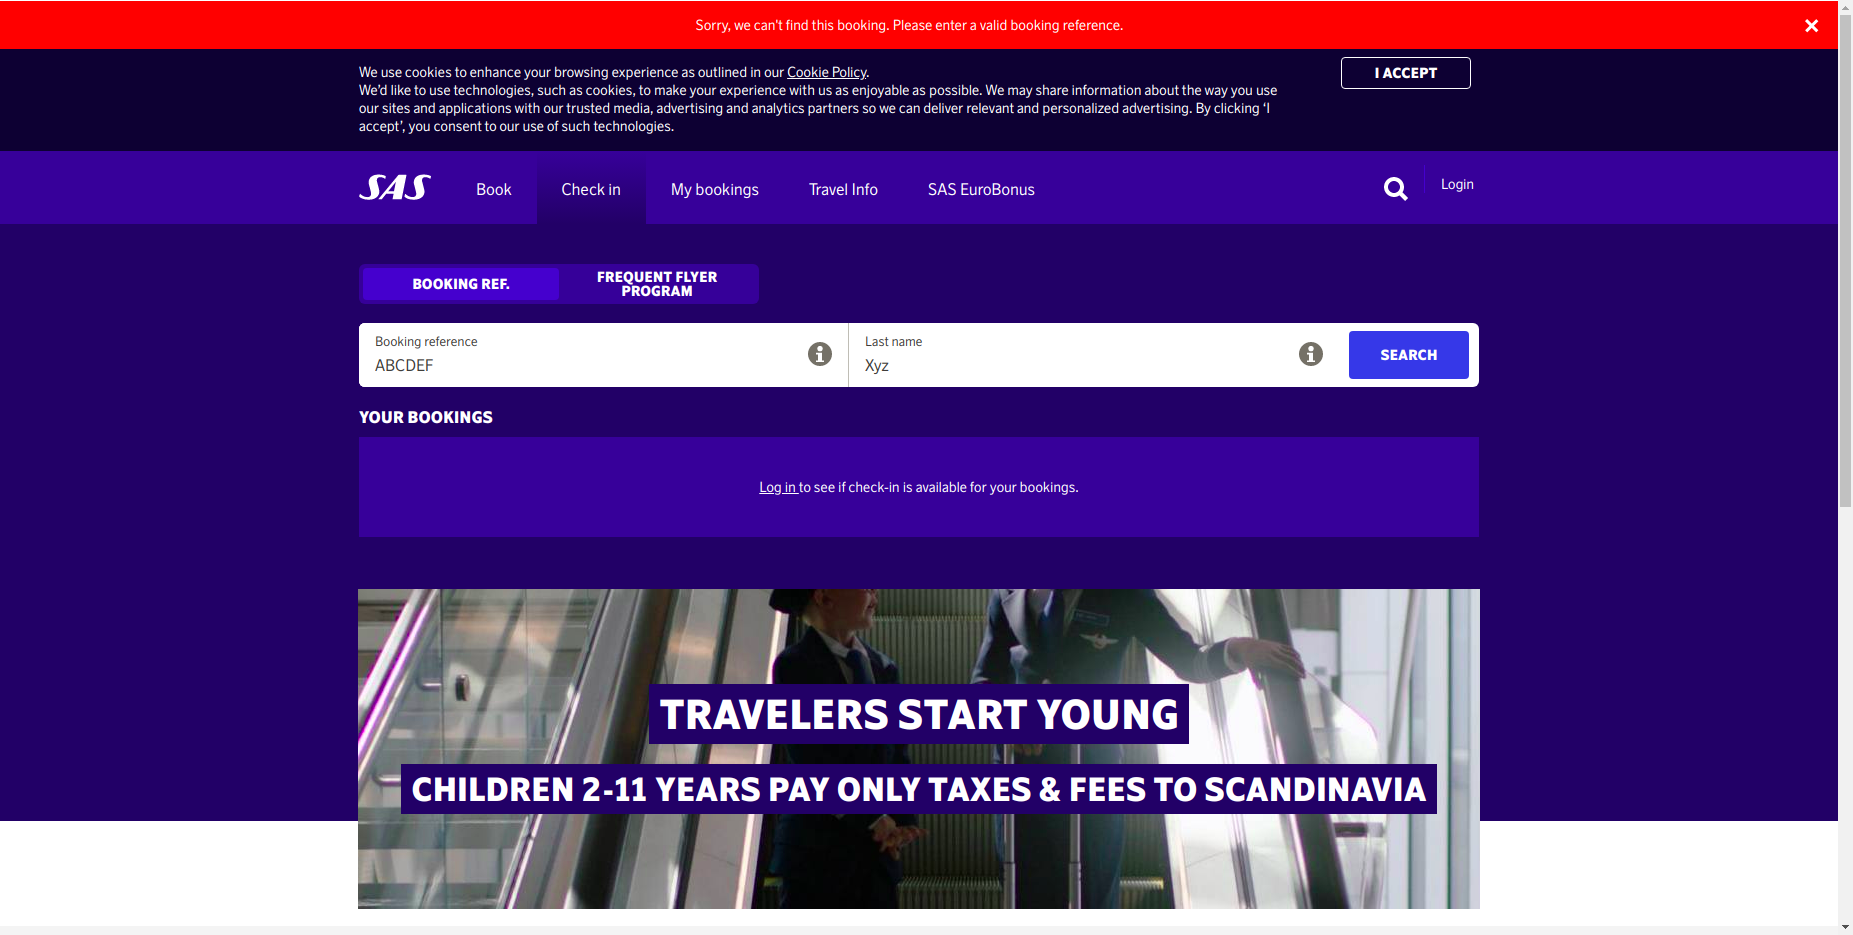 Sorry, we can't find this booking. Please enter a valid booking reference.
We use cookies to enhance your browsing experience as outlined in our Cookie Policy.
We'd like to use technologies, such as cookies, to make your experience with us as enjoyable as possible. We may share information about the way you use
our sites and applications with our trusted media, advertising and analytics partners so we can deliver relevant and personalized advertising. By clicking ‘I
accept’, you consent to our use of such technologies.
I ACCEPT
SAS
Book
Check in
My bookings
Travel Info
SAS EuroBonus
Login
BOOKING REF.
FREQUENT FLYER
PROGRAM
Booking reference
ABCDEF
Last name
Xyz
SEARCH
YOUR BOOKINGS
Log in to see if check-in is available for your bookings.
TRAVELERS START YOUNG
CHILDREN 2-11 YEARS PAY ONLY TAXES & FEES TO SCANDINAVIA